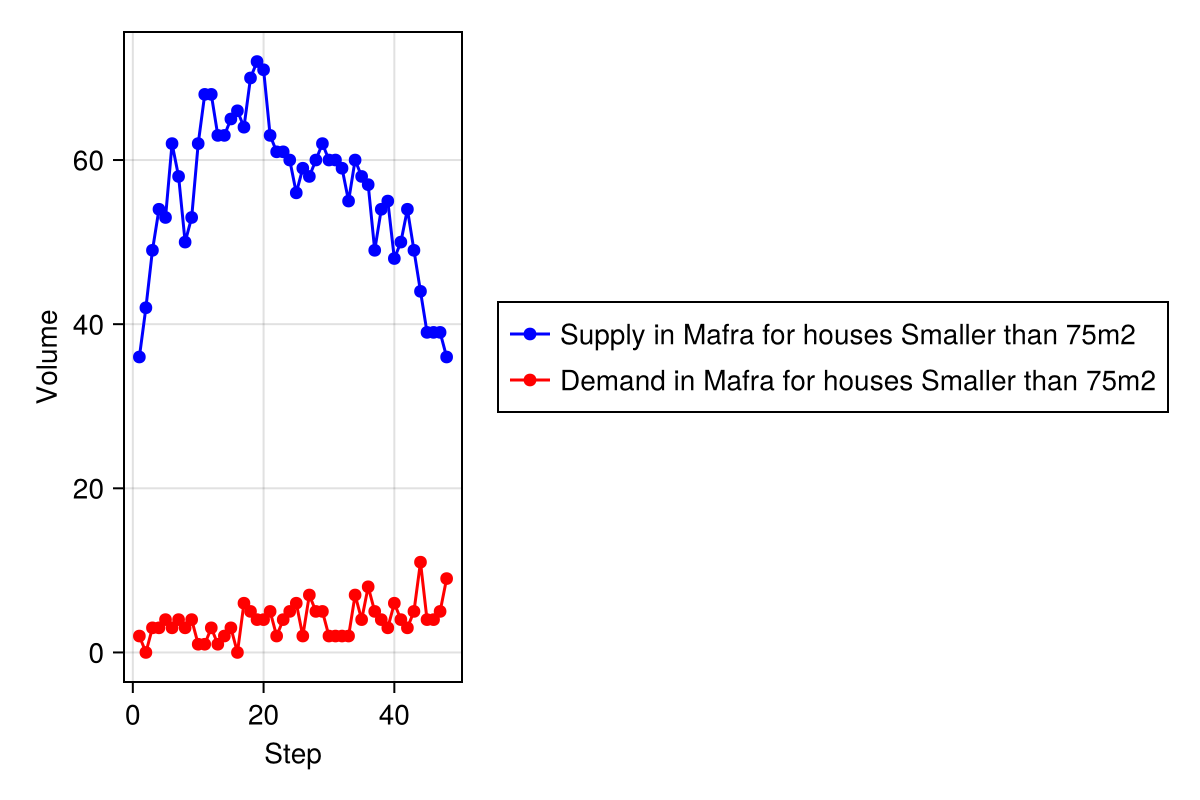 60
40
20
0
Volume
0 20 40
Step
Supply in Mafra for houses Smaller than 75m2
Demand in Mafra for houses Smaller than 75m2